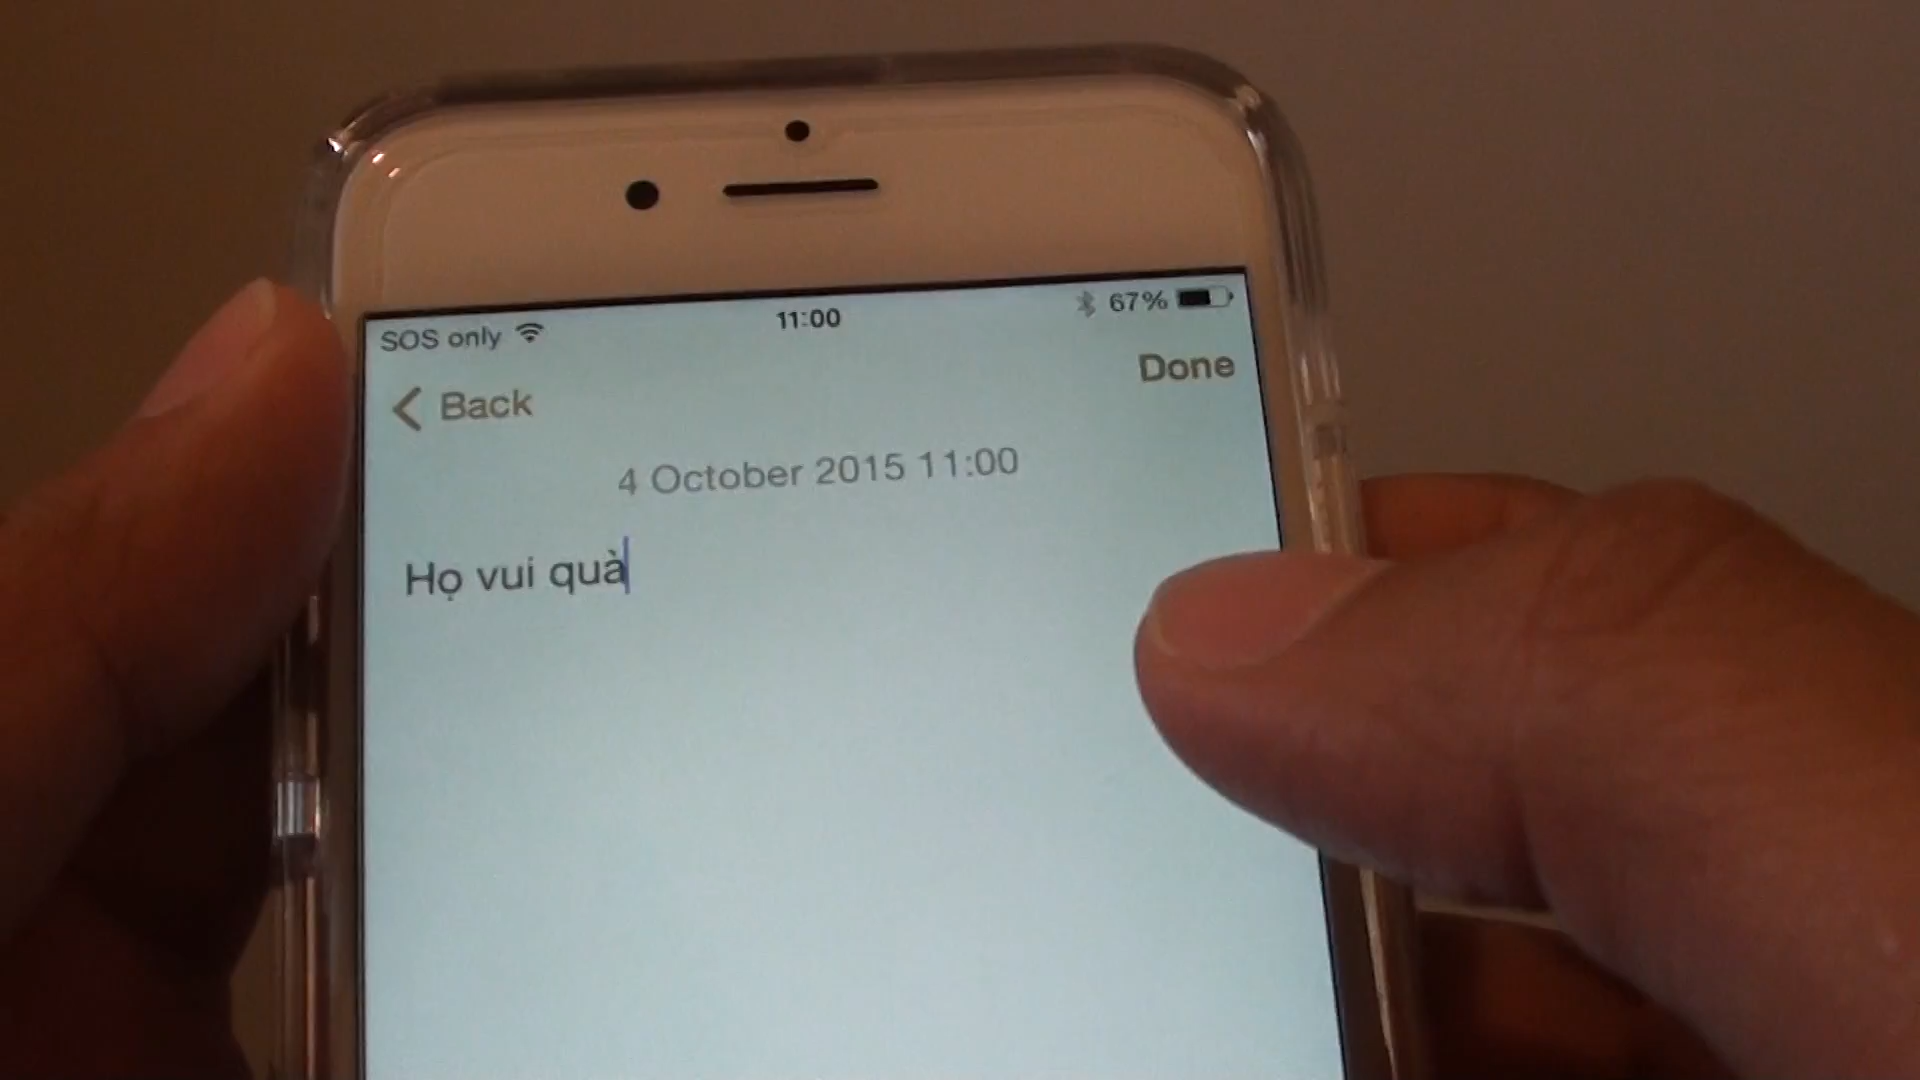 SOS only 11:00 67%
Back Done
4 October 2015 11:00
Họ vui quà